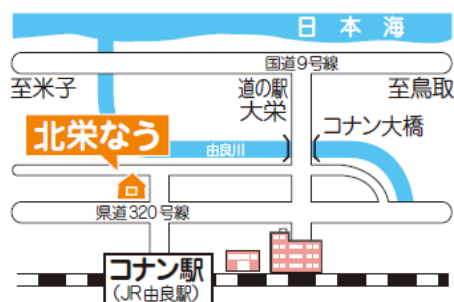 日本海
国道9号線
至米子
道の駅
大栄
至鳥取
コナン大橋
北栄なう
由良川
県道320号線
コナン駅
(JR由良駅)